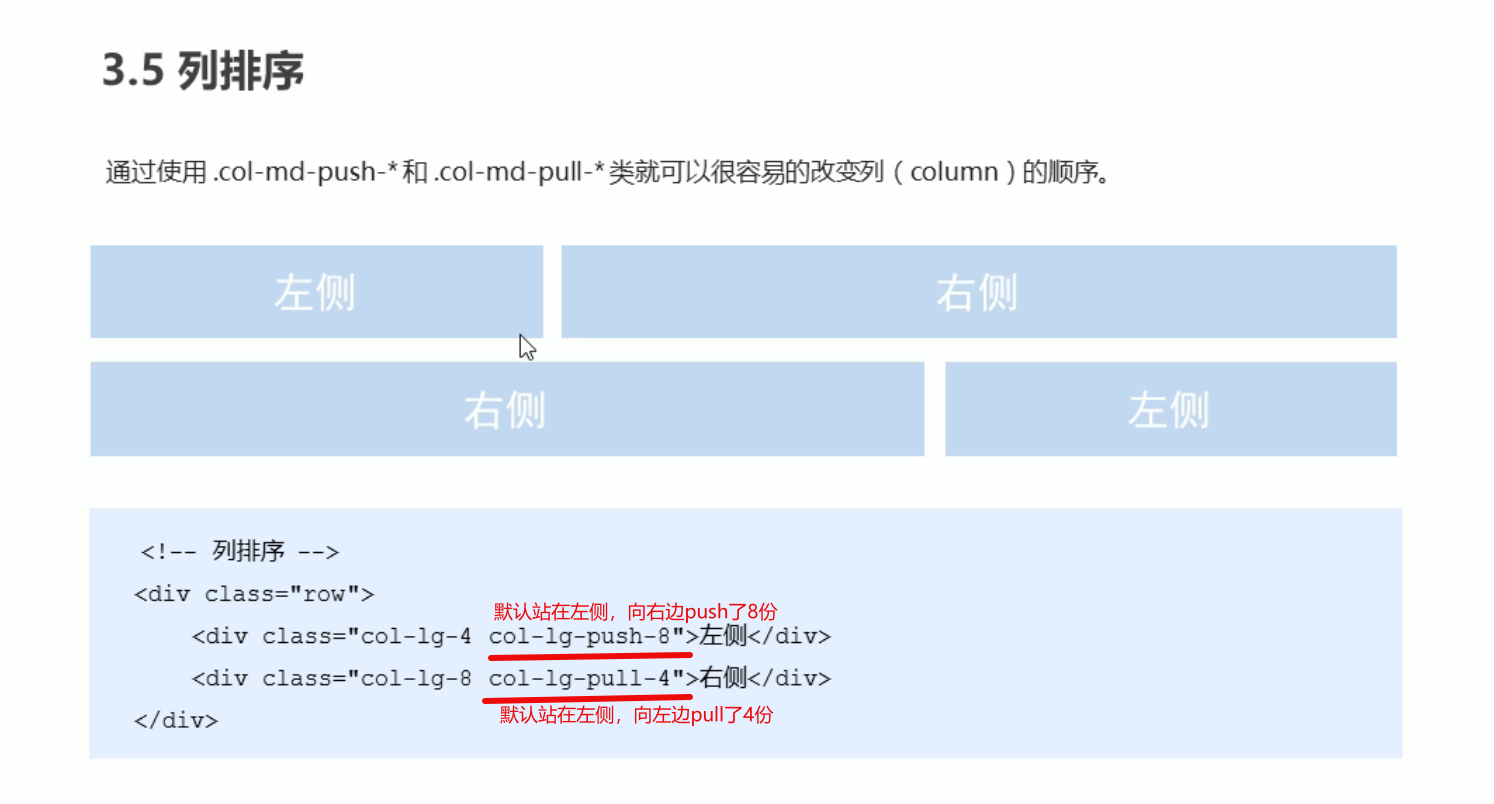 3.5 列排序
通过使用 .col-md-push-* 和 .col-md-pull-* 类就可以很容易的改变列（column）的顺序。
左侧 右侧
右侧 左侧
<!-- 列排序 -->
<div class="row">
默认站在左侧，向右边push了8份
<div class="col-lg-4 col-lg-push-8">左侧</div>
<div class="col-lg-8 col-lg-pull-4">右侧</div>
默认站在左侧，向左边pull了4份
</div>